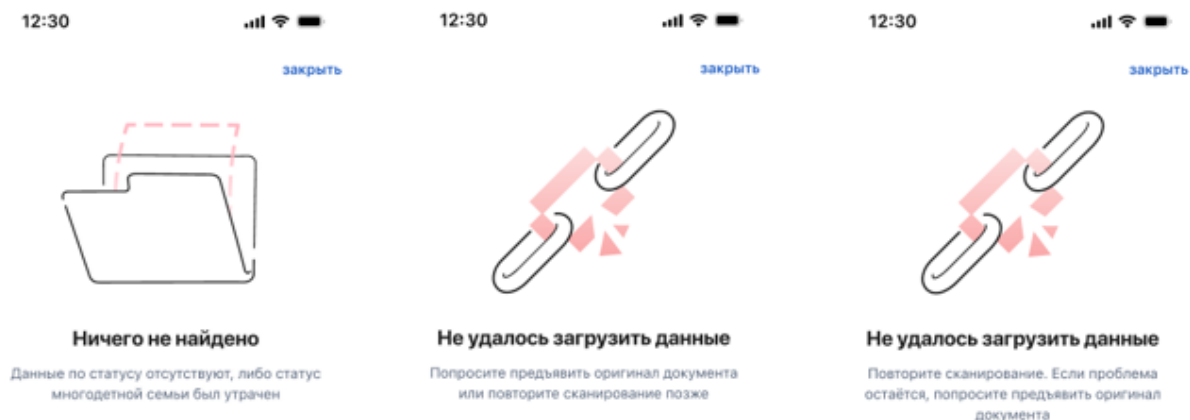 12:30
закрыть
Ничего не найдено
Данные по статусу отсутствуют, либо статус
многодетной семьи был утрачен
12:30
закрыть
Не удалось загрузить данные
Попросите предъявить оригинал документа
или повторите сканирование позже
12:30
закрыть
Не удалось загрузить данные
Повторите сканирование. Если проблема
остаётся, попросите предъявить оригинал
документа